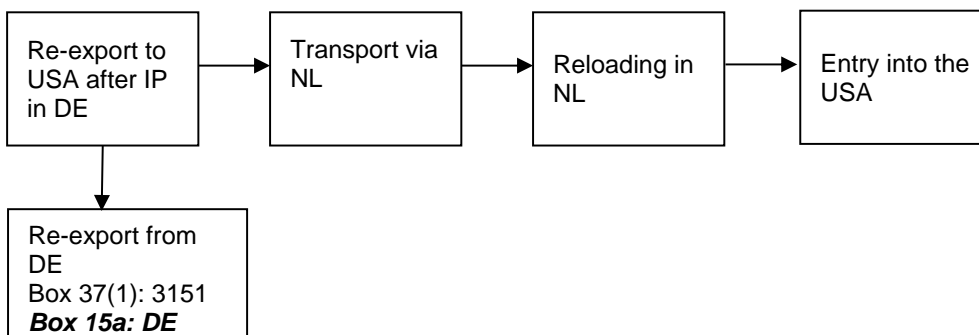 Re-export to
USA after IP
in DE
Transport via
NL
Reloading in
NL
Entry into the
USA
Re-export from
DE
Box 37(1): 3151
Box 15a: DE